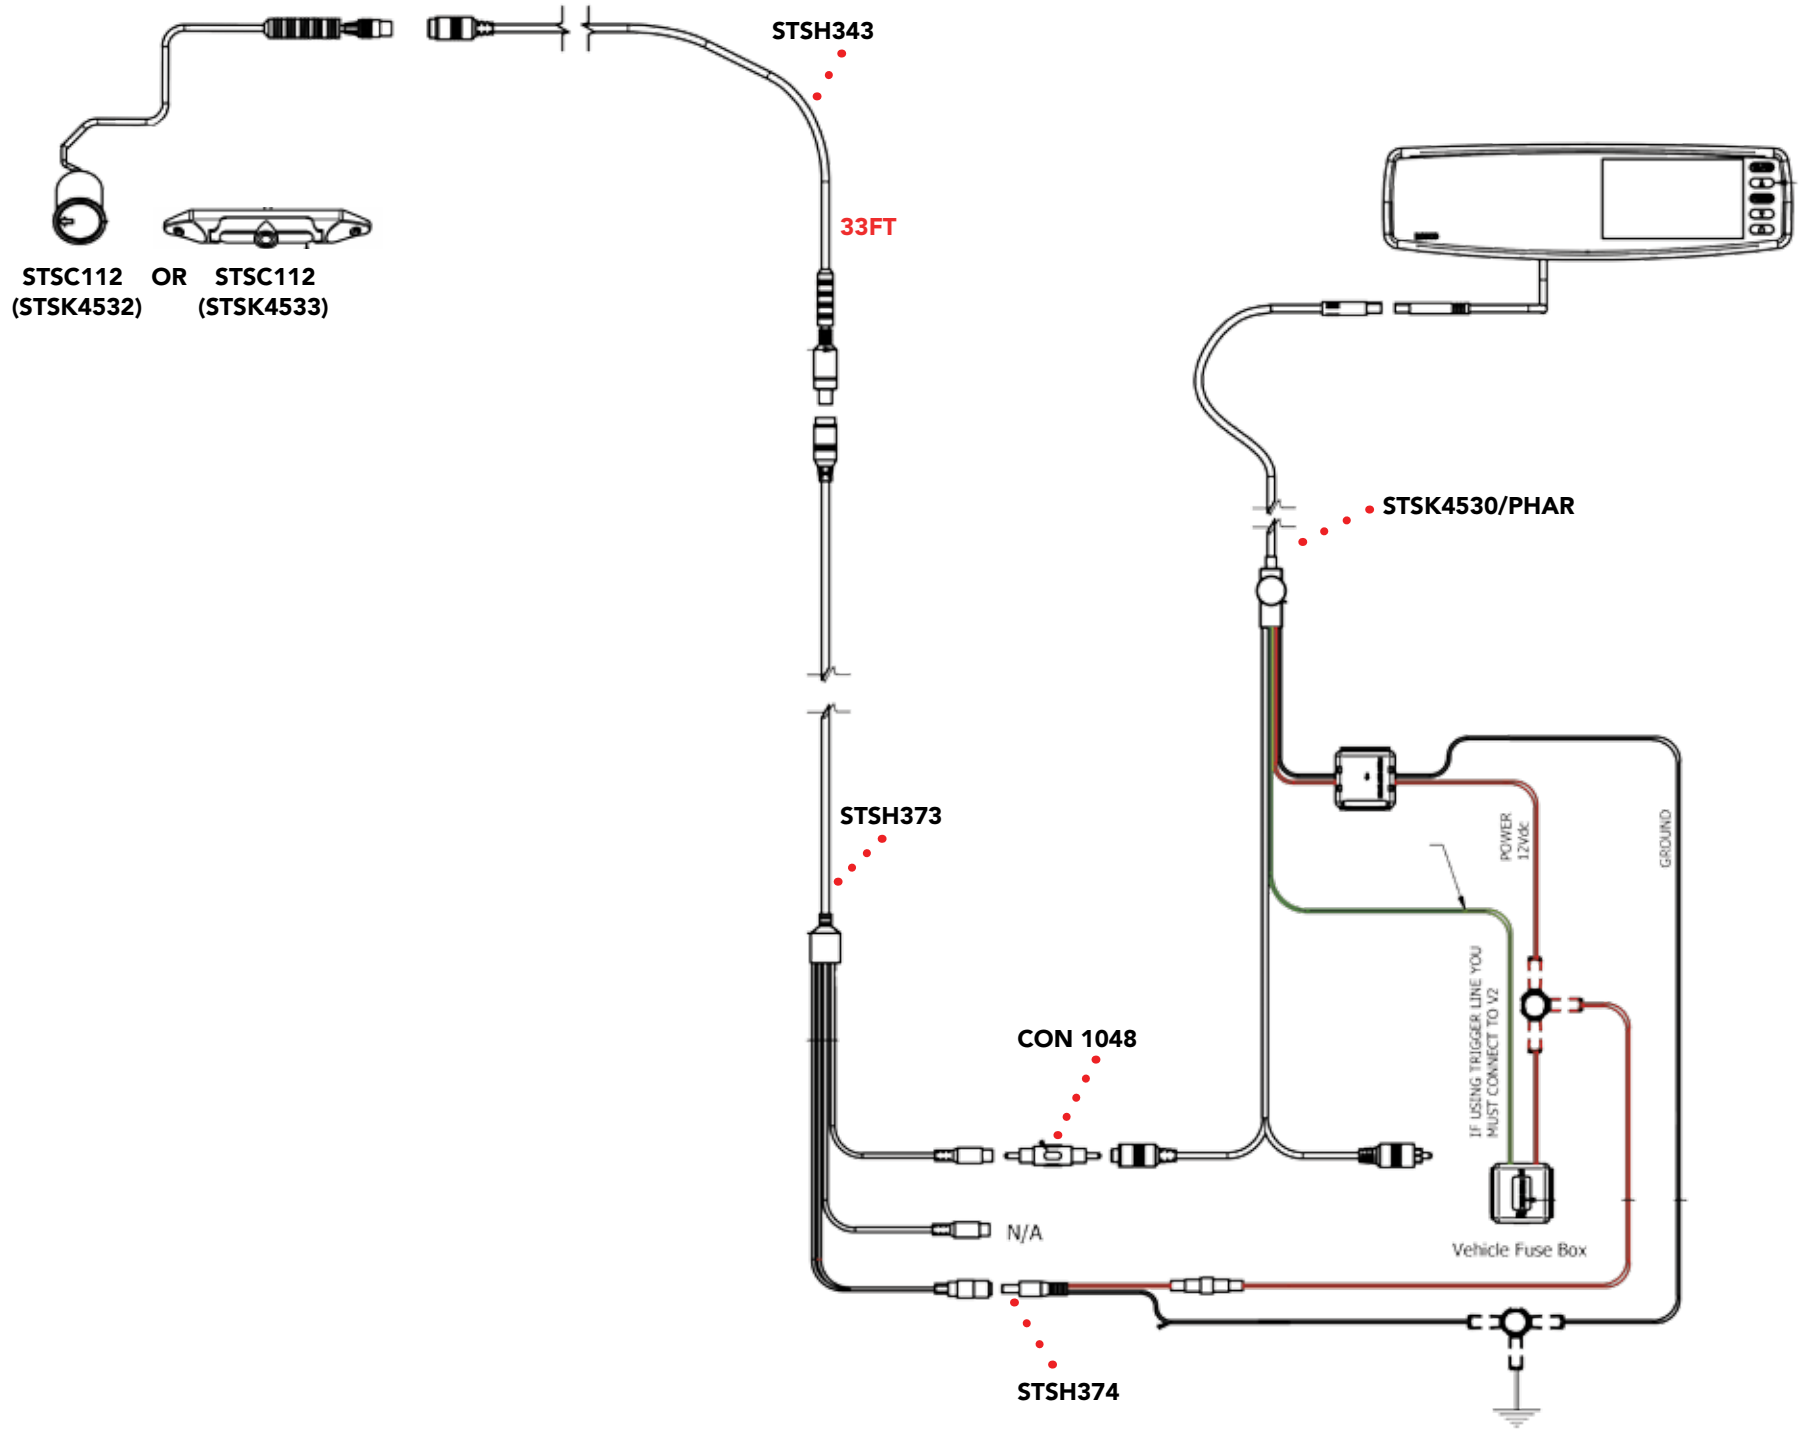 STSH343
33FT
STSC112 OR STSC112
(STSK4532) (STSK4533)
STSK4530/PHAR
STSH373
POWER
12Vdc
GROUND
IF USING TRIGGER LINE YOU
MUST CONNECT TO V2
CON 1048
N/A
Vehicle Fuse Box
STSH374